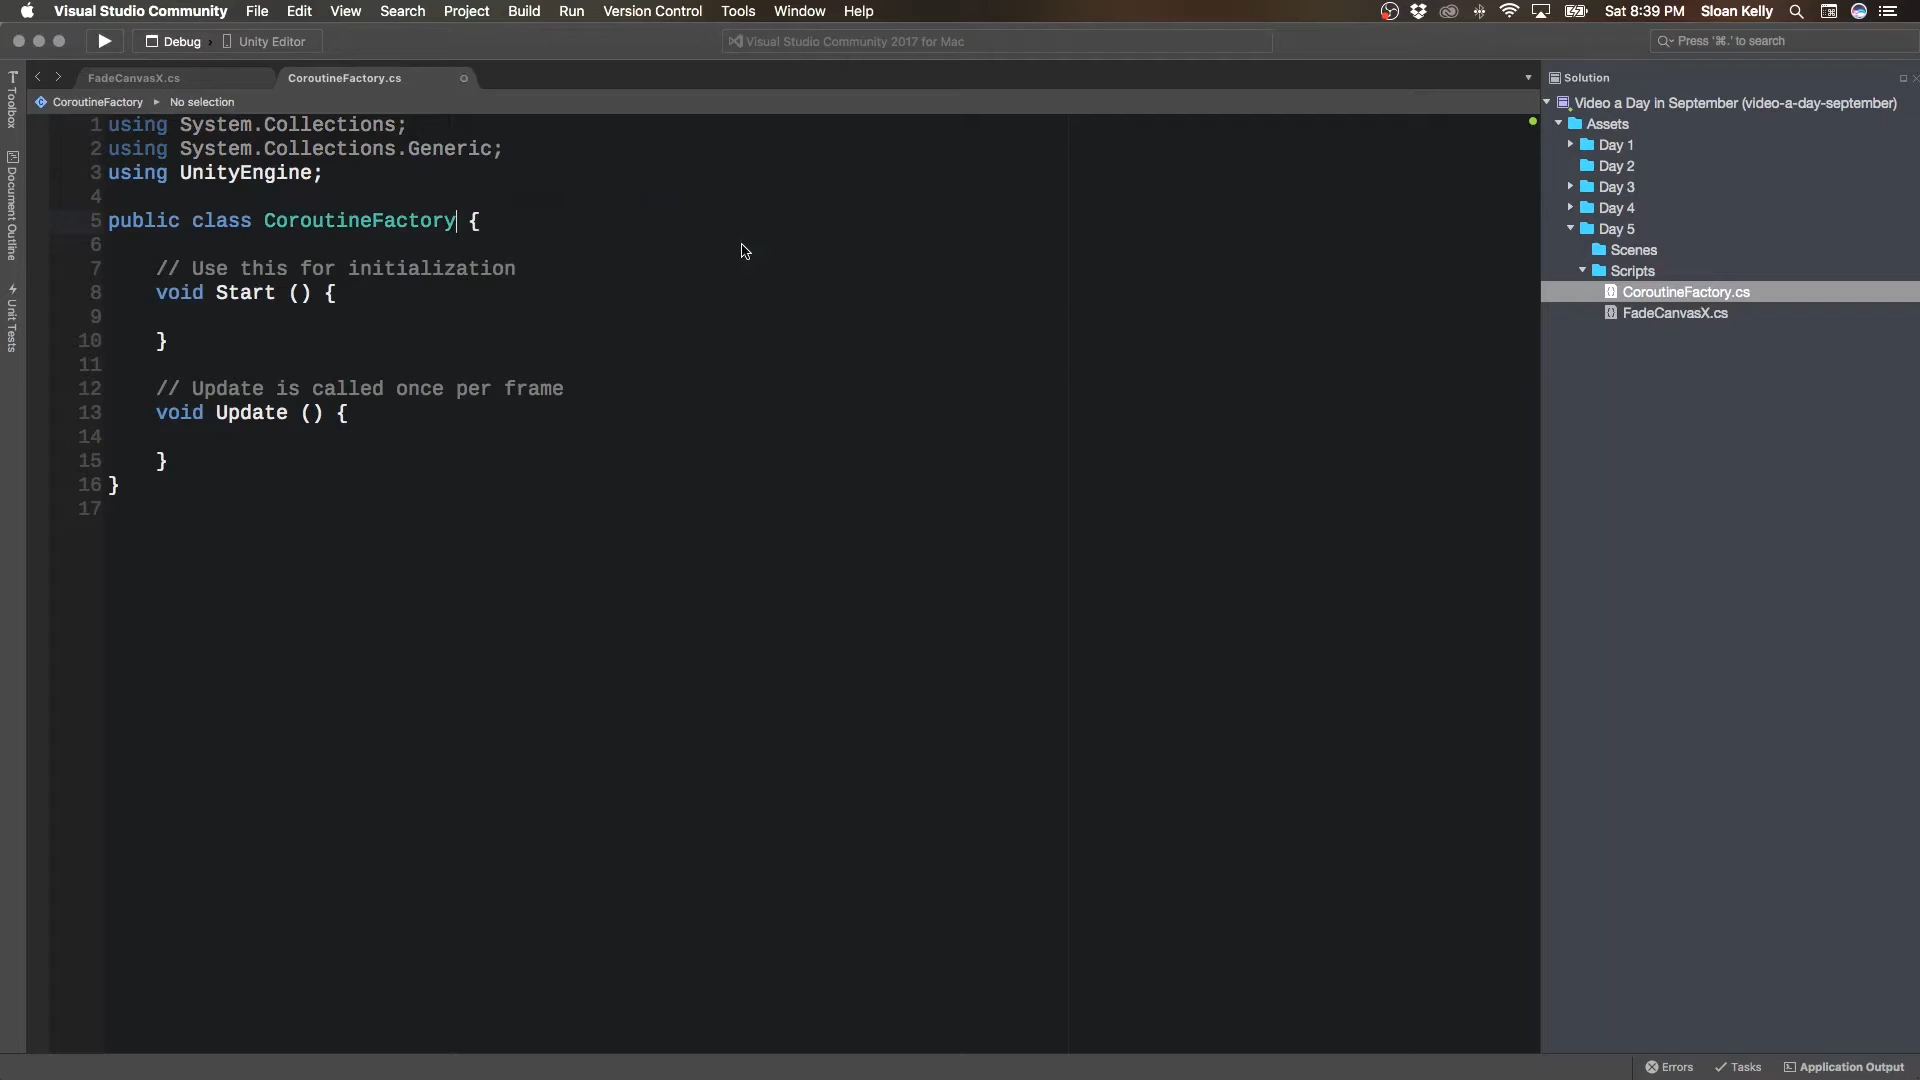 Visual Studio Community File Edit View Search Project Build Run Version Control Tools Window Help Sat 8:39 PM Sloan Kelly
Debug › Unity Editor Visual Studio Community 2017 for Mac Press '⌘.' to search
FadeCanvasX.cs CoroutineFactory.cs
CoroutineFactory ▸ No selection
Toolbox
Document Outline
Unit Tests
1 using System.Collections;
2 using System.Collections.Generic;
3 using UnityEngine;
4
5 public class CoroutineFactory {
6
7 // Use this for initialization
8 void Start () {
9
10 }
11
12 // Update is called once per frame
13 void Update () {
14
15 }
16 }
17
Solution
Video a Day in September (video-a-day-september)
Assets
Day 1
Day 2
Day 3
Day 4
Day 5
Scenes
Scripts
CoroutineFactory.cs
FadeCanvasX.cs
Errors Tasks Application Output